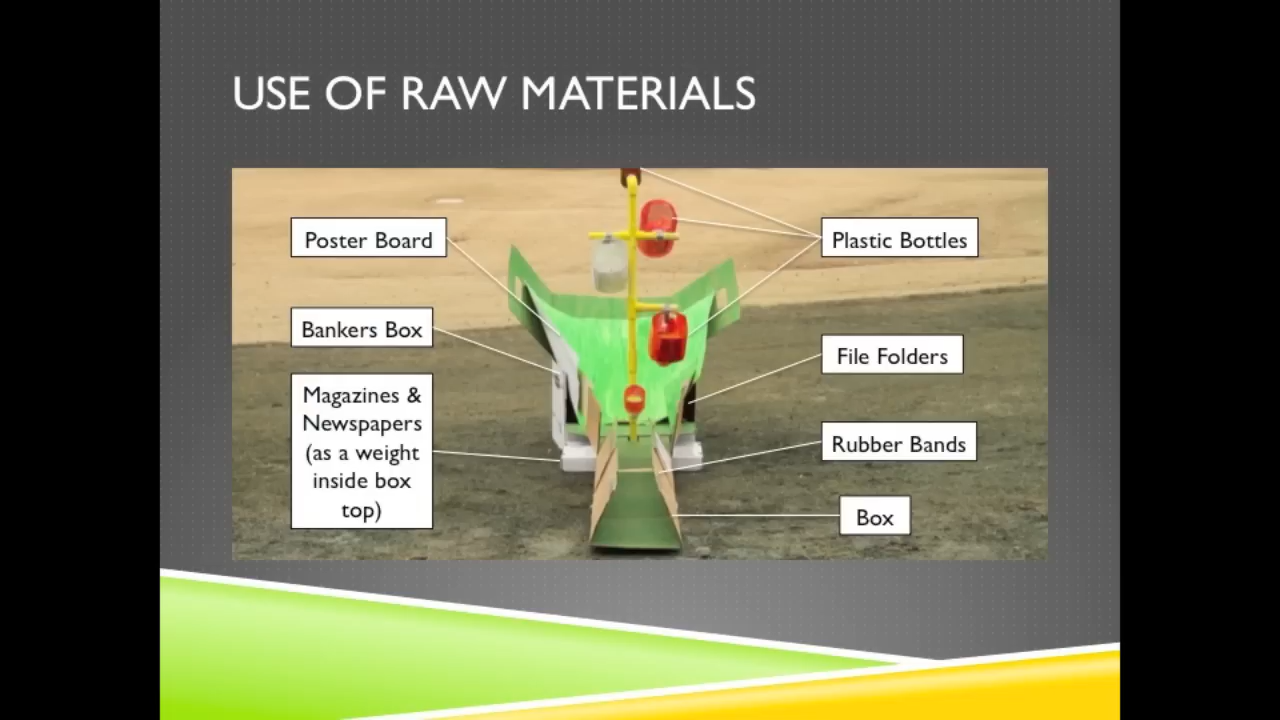 USE OF RAW MATERIALS
Poster Board
Plastic Bottles
Bankers Box
File Folders
Magazines &
Newspapers
(as a weight
inside box
top)
Rubber Bands
Box